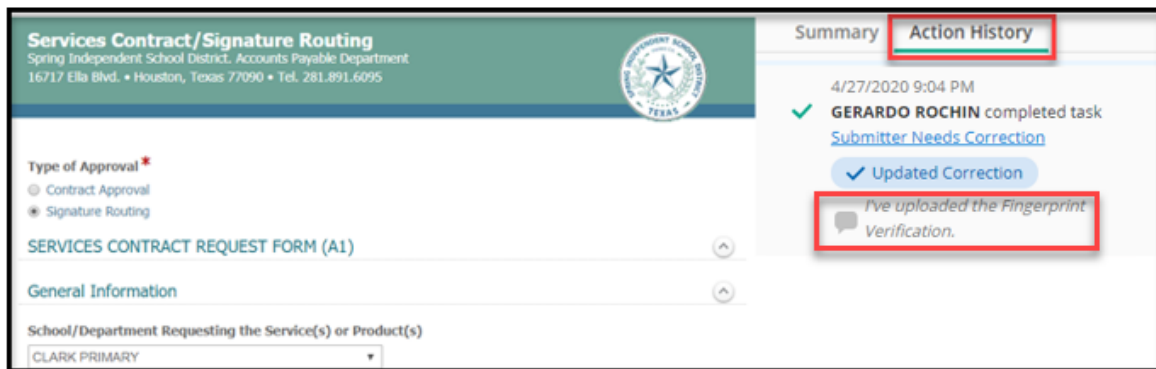 Services Contract/Signature Routing
Spring Independent School District. Accounts Payable Department
16717 Ella Blvd. • Houston, Texas 77090 • Tel. 281.891.6095
TEXAS
Type of Approval*
Contract Approval
Signature Routing
SERVICES CONTRACT REQUEST FORM (A1)
General Information
School/Department Requesting the Service(s) or Product(s)
CLARK PRIMARY
Summary
Action History
4/27/2020 9:04 PM
GERARDO ROCHIN completed task
Submitter Needs Correction
Updated Correction
I've uploaded the Fingerprint
Verification.